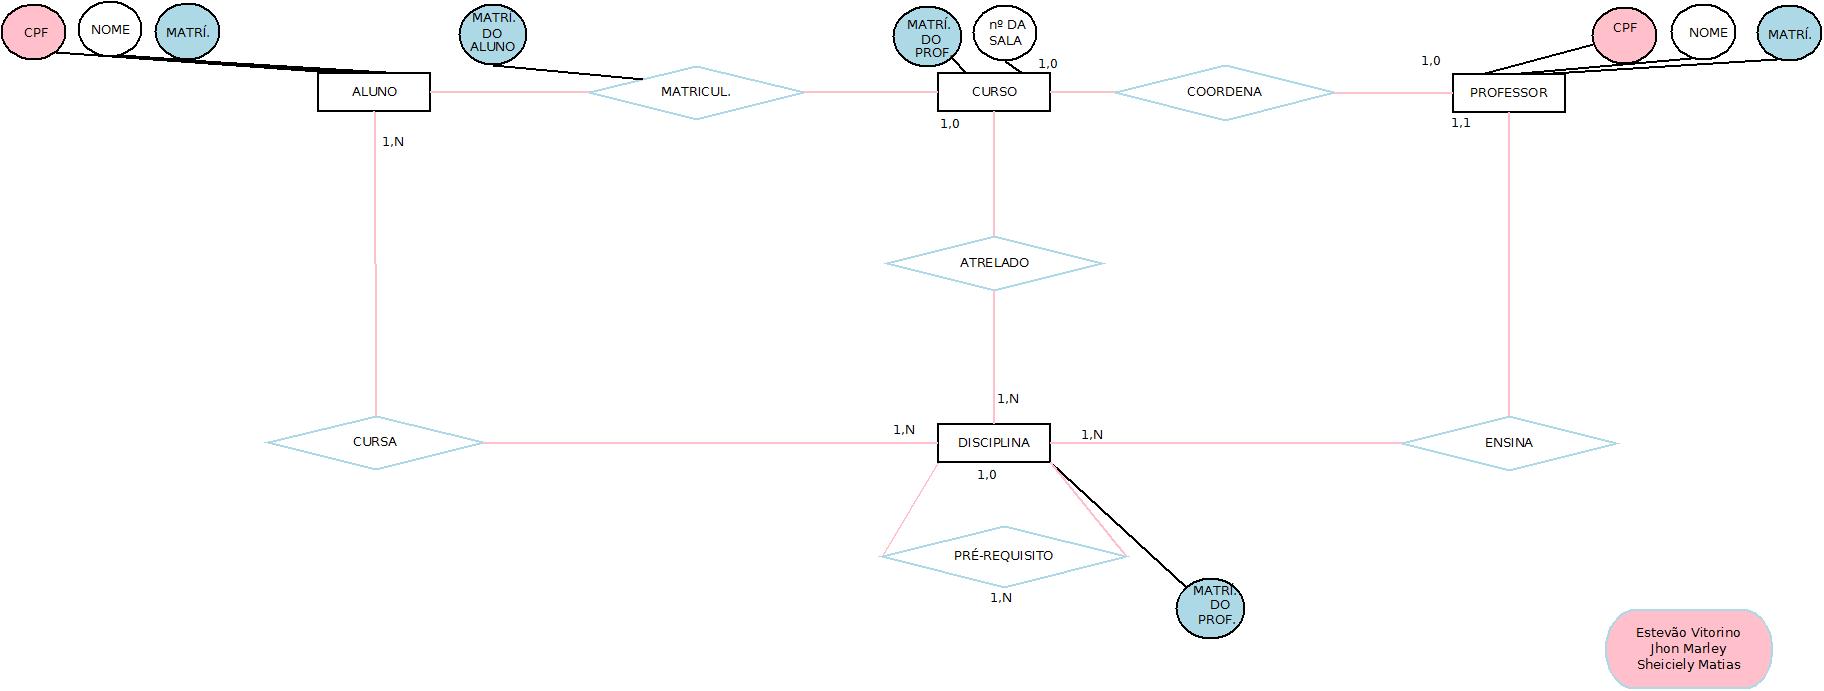 CPF
NOME
MATRÍ.
MATRÍ.
DO
ALUNO
MATRÍ.
DO
PROF.
nº DA
SALA
CPF
NOME
MATRÍ.
1,0
1,0
ALUNO
MATRICUL.
CURSO
COORDENA
PROFESSOR
1,0
1,1
1,N
ATRELADO
1,N
1,N
1,N
CURSA
DISCIPLINA
ENSINA
1,0
PRÉ-REQUISITO
1,N
MATRÍ.
DO
PROF.
Estevão Vitorino
Jhon Marley
Sheiciely Matias